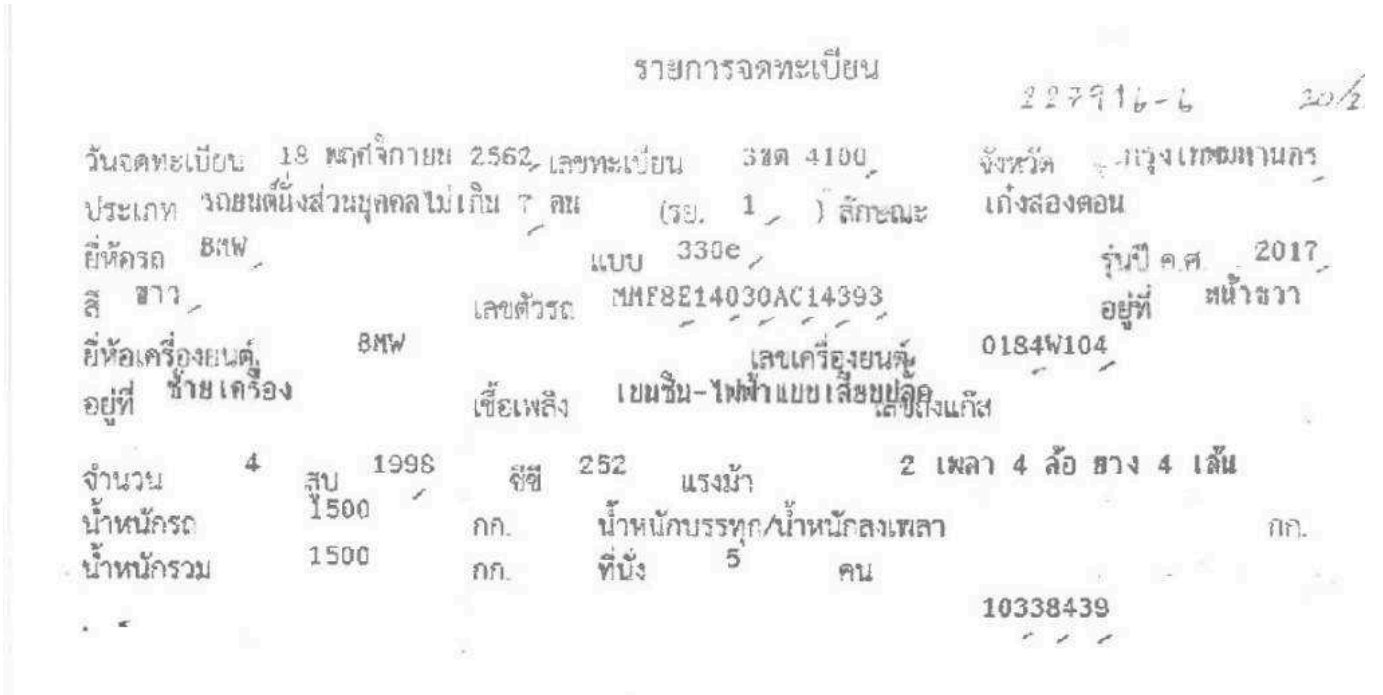 รายการจดทะเบียน
227916-6 20/2
วันจดทะเบียน 18 พฤศจิกายน 2562 เลขทะเบียน 3ขต 4100 จังหวัด กรุงเทพมหานคร
ประเภท รถยนต์นั่งส่วนบุคคลไม่เกิน 7 คน (รย. 1 ) ลักษณะ เก๋งสองตอน
ยี่ห้อรถ BMW แบบ 330e รุ่นปี ค.ศ. 2017
สี ขาว เลขตัวรถ MMF8E14030AC14393 อยู่ที่ หน้าขวา
ยี่ห้อเครื่องยนต์ BMW เลขเครื่องยนต์ 0184W104
อยู่ที่ ซ้ายเครื่อง เชื้อเพลิง เบนซิน-ไฟฟ้าแบบเสียบปลั๊ก เลขถังแก๊ส
จำนวน 4 สูบ 1998 ซีซี 252 แรงม้า 2 เพลา 4 ล้อ ยาง 4 เส้น
น้ำหนักรถ 1500 กก. น้ำหนักบรรทุก/น้ำหนักลงเพลา กก.
น้ำหนักรวม 1500 กก. ที่นั่ง 5 คน
10338439